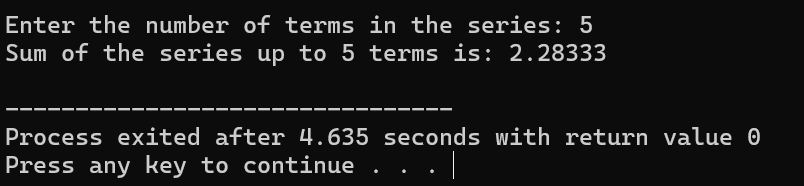 Enter the number of terms in the series: 5
Sum of the series up to 5 terms is: 2.28333
--------------------------------
Process exited after 4.635 seconds with return value 0
Press any key to continue . . .